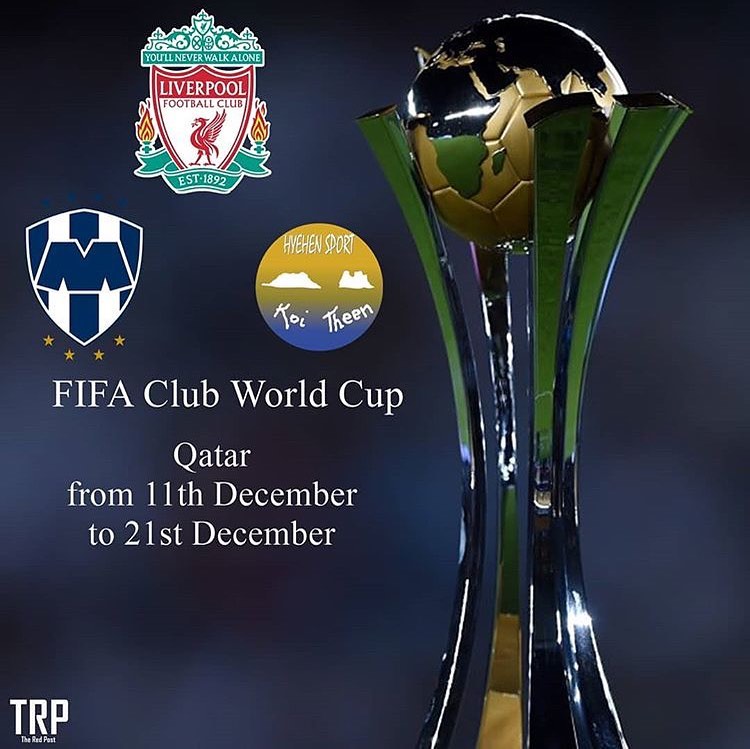 YOU'LL NEVER WALK ALONE
LIVERPOOL
FOOTBALL CLUB
EST·1892
M
HYEHEN SPORT
Koi Theen
FIFA Club World Cup
Qatar
from 11th December
to 21st December
TRP
The Red Post